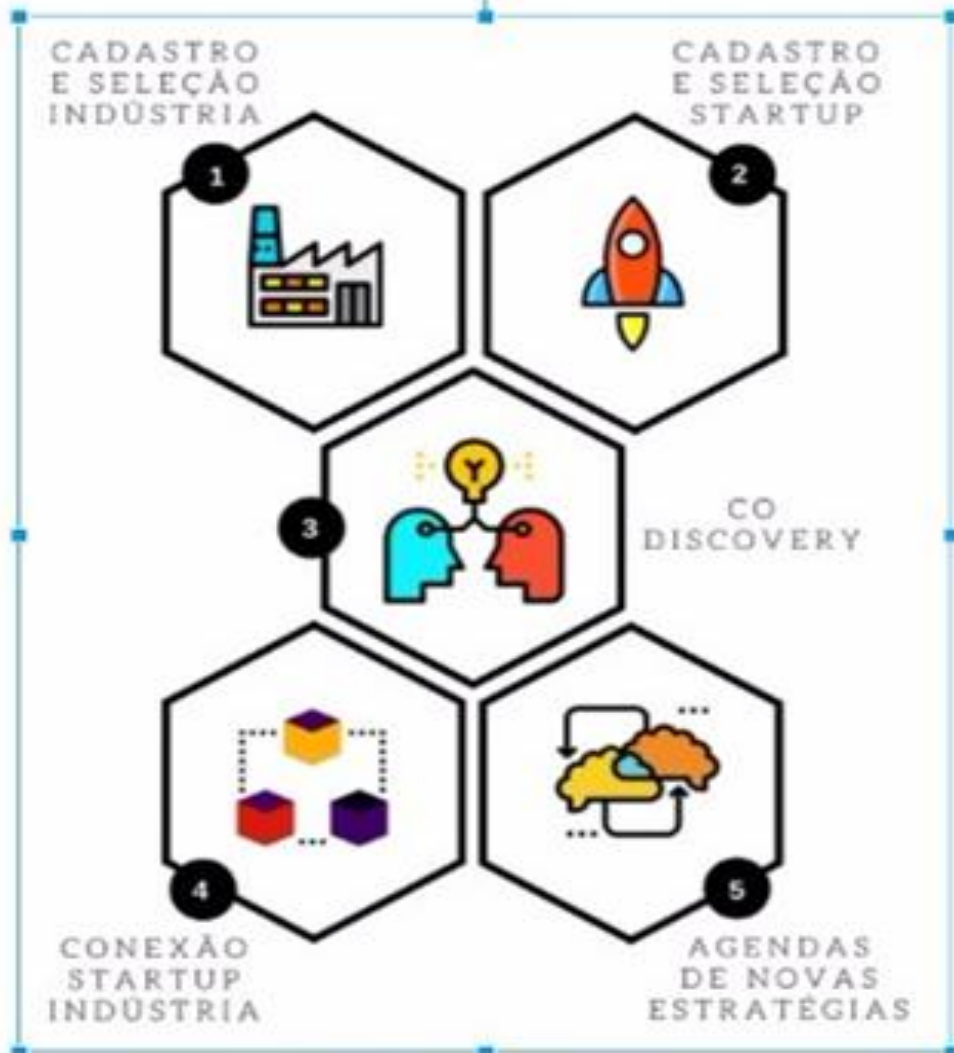 CADASTRO
E SELEÇÃO
INDÚSTRIA
1
CADASTRO
E SELEÇÃO
STARTUP
2
3
CO
DISCOVERY
4
CONEXÃO
STARTUP
INDÚSTRIA
5
AGENDAS
DE NOVAS
ESTRATÉGIAS